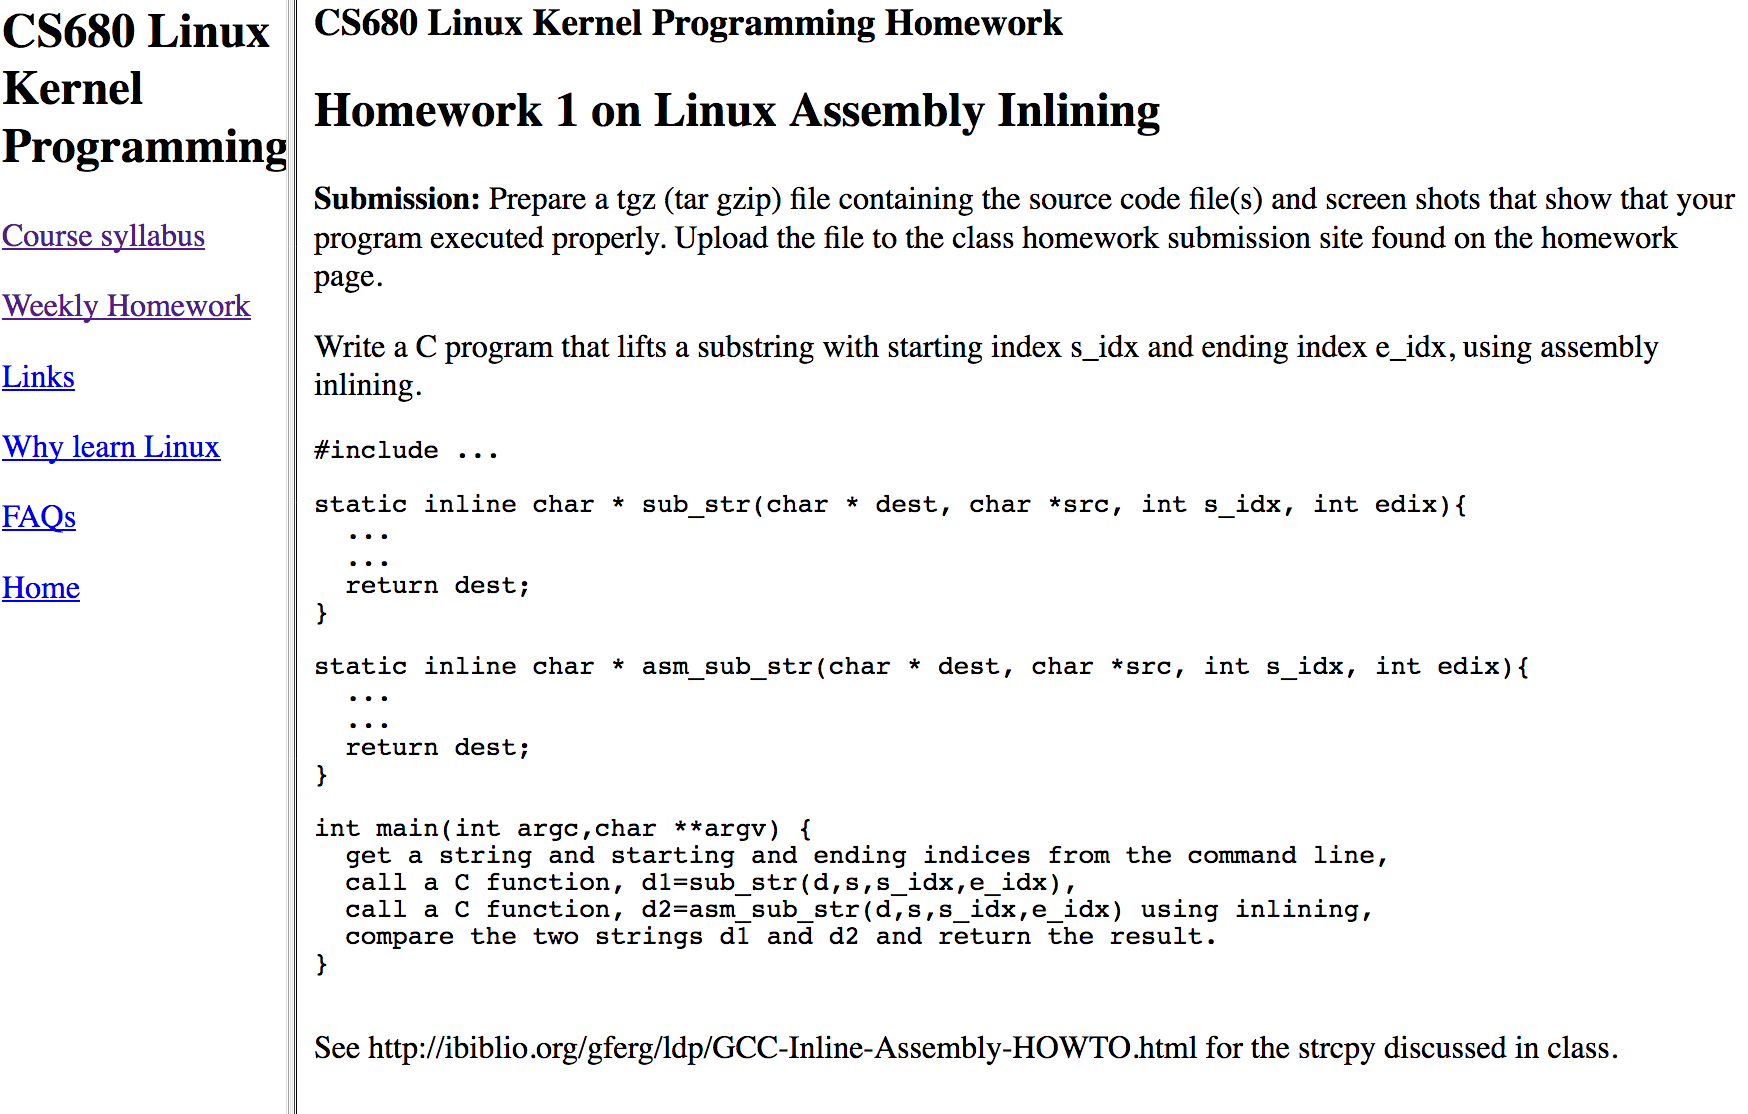 CS680 Linux
Kernel
Programming
Course syllabus
Weekly Homework
Links
Why learn Linux
FAQs
Home
CS680 Linux Kernel Programming Homework
Homework 1 on Linux Assembly Inlining
Submission: Prepare a tgz (tar gzip) file containing the source code file(s) and screen shots that show that your
program executed properly. Upload the file to the class homework submission site found on the homework
page.
Write a C program that lifts a substring with starting index s_idx and ending index e_idx, using assembly
inlining.
#include ...
static inline char * sub_str(char * dest, char *src, int s_idx, int edix){
  ...
  ...
  return dest;
}
static inline char * asm_sub_str(char * dest, char *src, int s_idx, int edix){
  ...
  ...
  return dest;
}
int main(int argc,char **argv) {
  get a string and starting and ending indices from the command line,
  call a C function, d1=sub_str(d,s,s_idx,e_idx),
  call a C function, d2=asm_sub_str(d,s,s_idx,e_idx) using inlining,
  compare the two strings d1 and d2 and return the result.
}
See http://ibiblio.org/gferg/ldp/GCC-Inline-Assembly-HOWTO.html for the strcpy discussed in class.